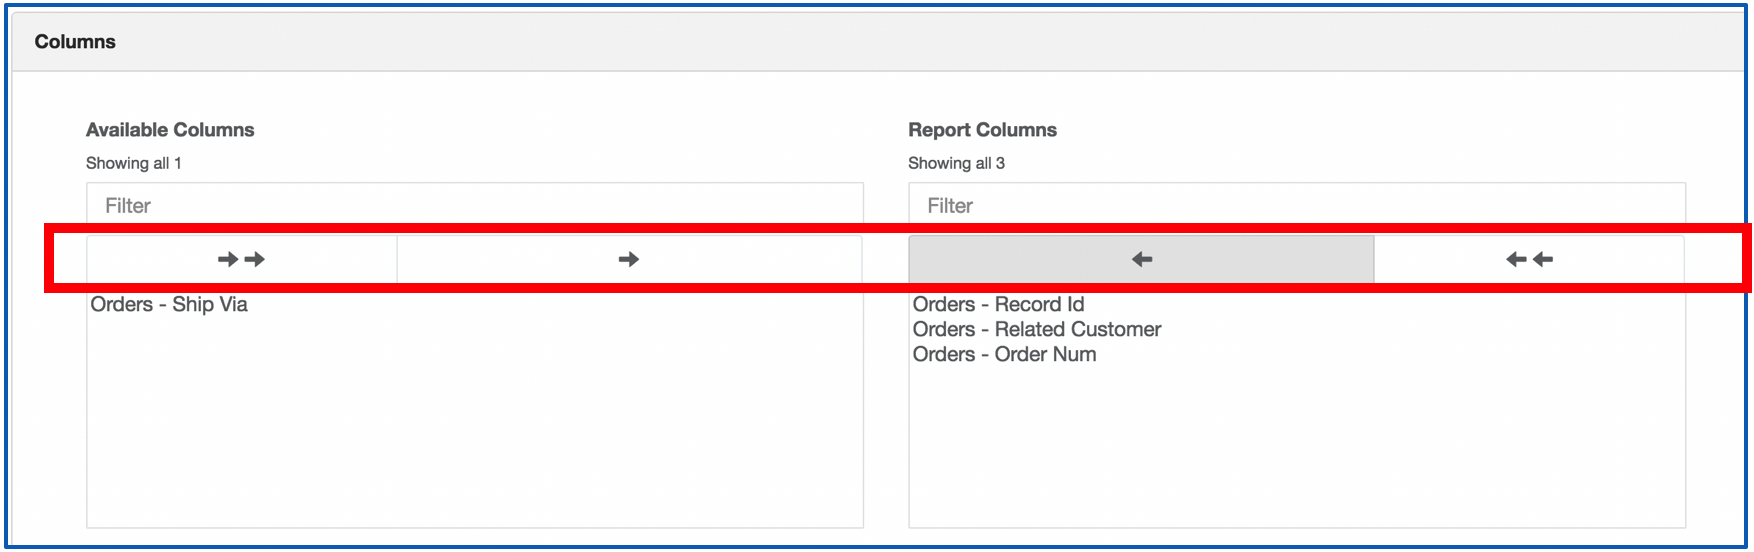 Columns
Available Columns
Showing all 1
Filter
Orders - Ship Via
Report Columns
Showing all 3
Filter
Orders - Record Id
Orders - Related Customer
Orders - Order Num